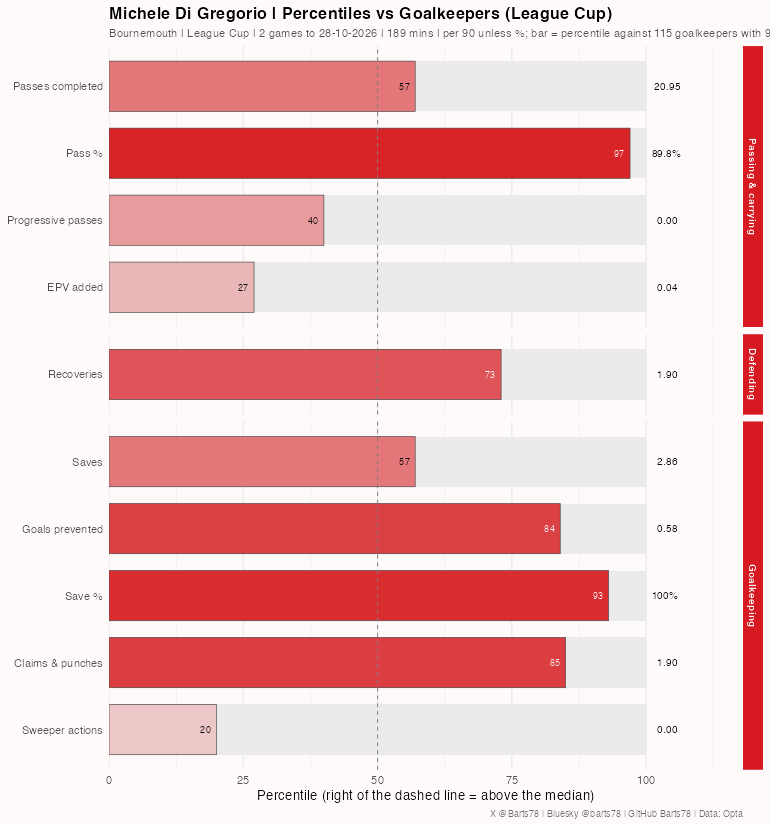 Michele Di Gregorio | Percentiles vs Goalkeepers (League Cup)
Bournemouth | League Cup | 2 games to 28-10-2026 | 189 mins | per 90 unless %; bar = percentile against 115 goalkeepers with 9
Passes completed 57 20.95
Pass % 97 89.8%
Progressive passes 40 0.00
EPV added 27 0.04
Passing & carrying
Recoveries 73 1.90
Defending
Saves 57 2.86
Goals prevented 84 0.58
Save % 93 100%
Claims & punches 85 1.90
Sweeper actions 20 0.00
Goalkeeping
0 25 50 75 100
Percentile (right of the dashed line = above the median)
X @Barts78 | Bluesky @barts78 | GitHub Barts78 | Data: Opta